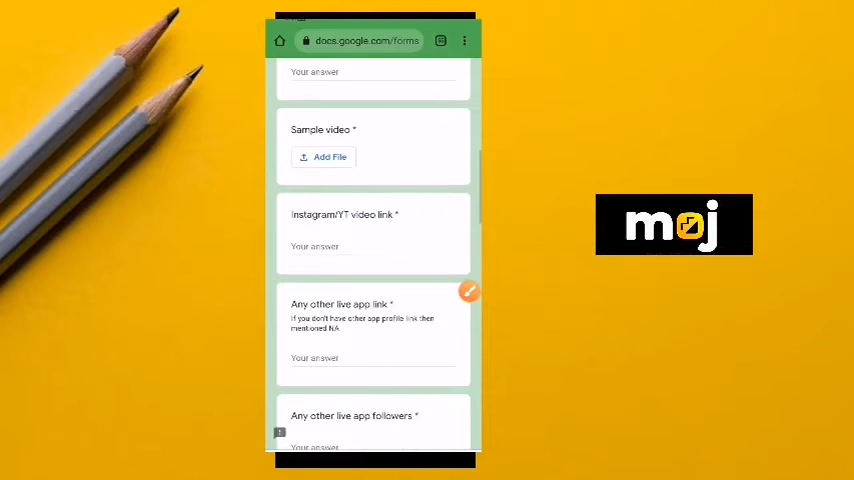 docs.google.com/forms
Your answer
Sample video *
Add File
Instagram/YT video link *
Your answer
Any other live app link *
If you don't have other app profile link then
mentioned NA
Your answer
Any other live app followers *
Your answer
moj